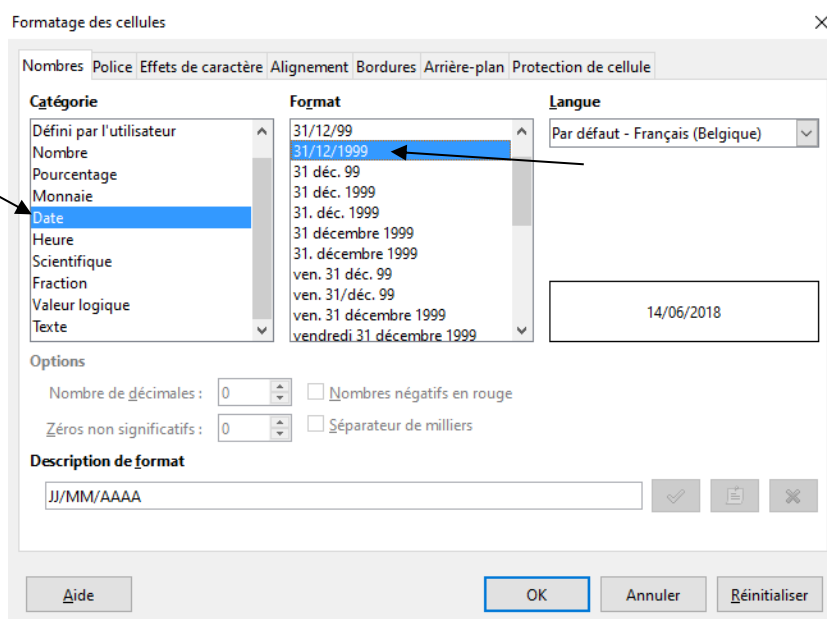 Formatage des cellules
Nombres Police Effets de caractère Alignement Bordures Arrière-plan Protection de cellule
Catégorie
Défini par l'utilisateur
Nombre
Pourcentage
Monnaie
Date
Heure
Scientifique
Fraction
Valeur logique
Texte
Format
31/12/99
31/12/1999
31 déc. 99
31 déc. 1999
31. déc. 1999
31 décembre 1999
31. décembre 1999
ven. 31 déc. 99
ven. 31/déc. 99
ven. 31 décembre 1999
vendredi 31 décembre 1999
Langue
Par défaut - Français (Belgique)
14/06/2018
Options
Nombre de décimales : 0
Nombres négatifs en rouge
Zéros non significatifs : 0
Séparateur de milliers
Description de format
JJ/MM/AAAA
Aide OK Annuler Réinitialiser